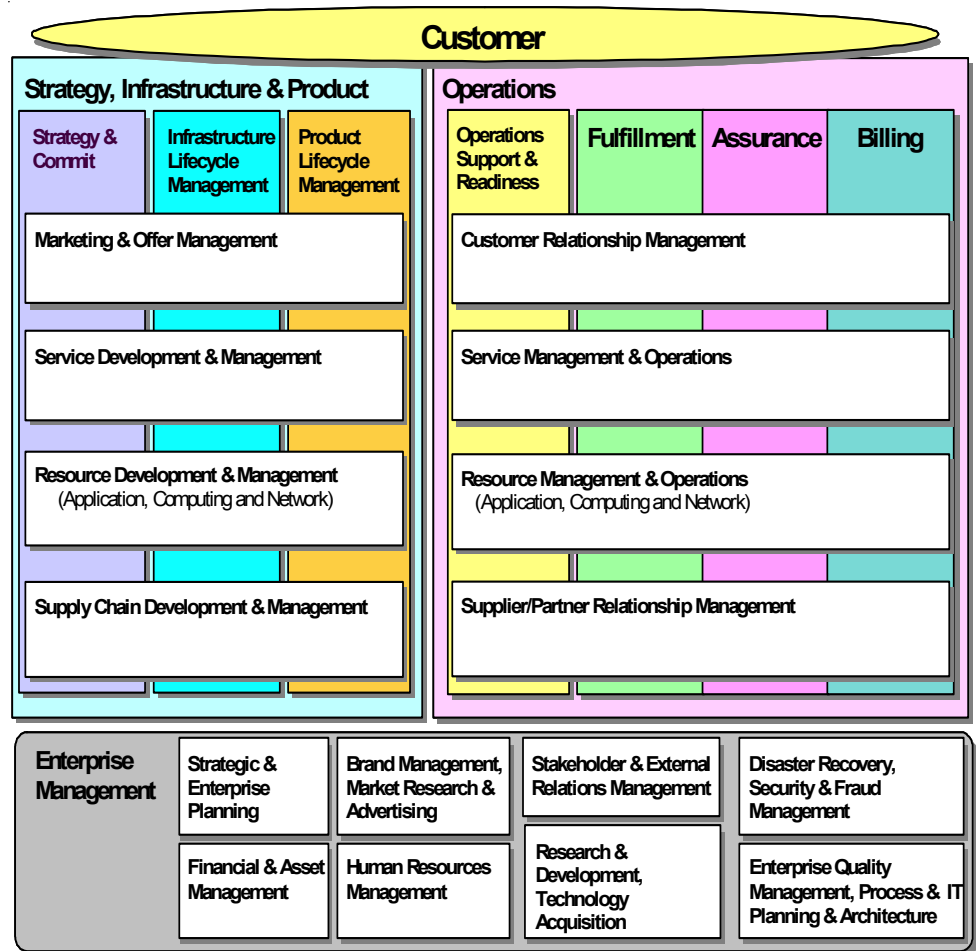 Customer
Strategy, Infrastructure & Product
Strategy &
Commit
Infrastructure
Lifecycle
Management
Product
Lifecycle
Management
Marketing & Offer Management
Service Development & Management
Resource Development & Management
(Application, Computing and Network)
Supply Chain Development & Management
Operations
Operations
Support &
Readiness
Fulfillment
Assurance
Billing
Customer Relationship Management
Service Management & Operations
Resource Management & Operations
(Application, Computing and Network)
Supplier/Partner Relationship Management
Enterprise
Management
Strategic &
Enterprise
Planning
Brand Management,
Market Research &
Advertising
Stakeholder & External
Relations Management
Disaster Recovery,
Security & Fraud
Management
Financial & Asset
Management
Human Resources
Management
Research &
Development,
Technology
Acquisition
Enterprise Quality
Management, Process & IT
Planning & Architecture